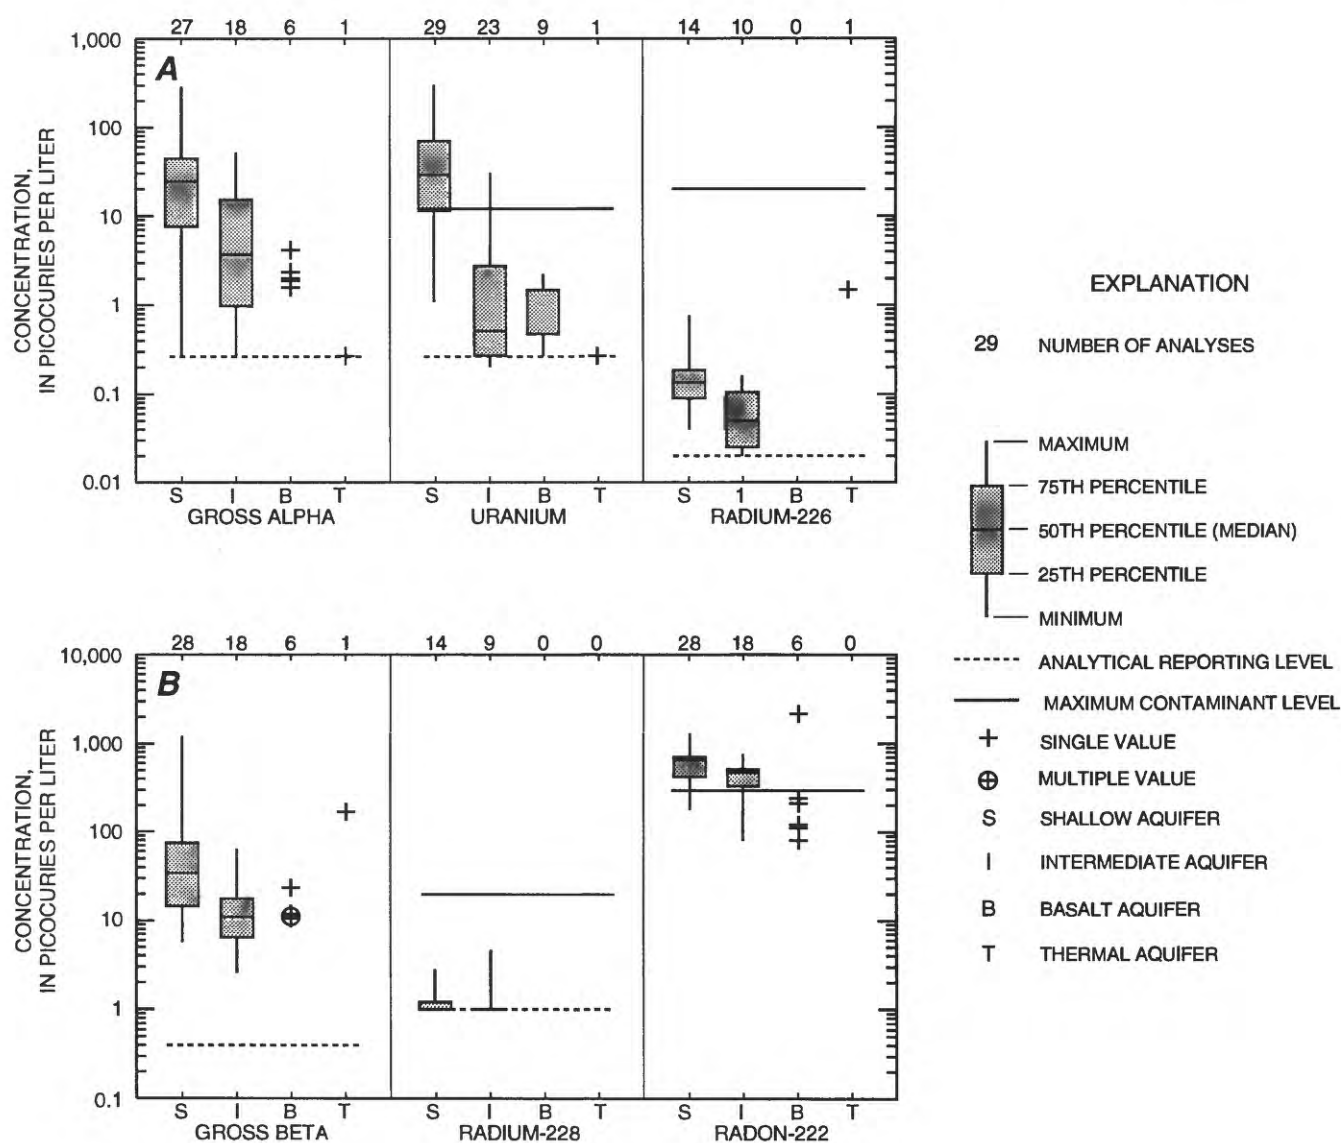 27 18 6 1 29 23 9 1 14 10 0 1
A
1,000
100
10
1
0.1
0.01
CONCENTRATION,
IN PICOCURIES PER LITER
S I B T S I B T S 1 B T
GROSS ALPHA URANIUM RADIUM-226
28 18 6 1 14 9 0 0 28 18 6 0
B
10,000
1,000
100
10
1
0.1
CONCENTRATION,
IN PICOCURIES PER LITER
S I B T S I B T S I B T
GROSS BETA RADIUM-228 RADON-222
EXPLANATION
29 NUMBER OF ANALYSES
MAXIMUM
75TH PERCENTILE
50TH PERCENTILE (MEDIAN)
25TH PERCENTILE
MINIMUM
ANALYTICAL REPORTING LEVEL
MAXIMUM CONTAMINANT LEVEL
SINGLE VALUE
MULTIPLE VALUE
S SHALLOW AQUIFER
I INTERMEDIATE AQUIFER
B BASALT AQUIFER
T THERMAL AQUIFER